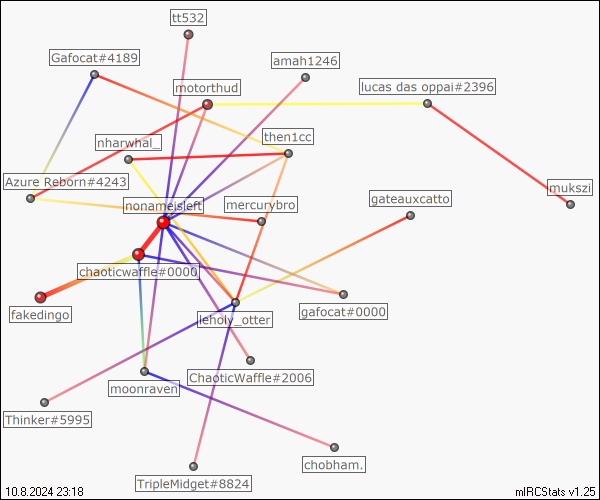 tt532
Gafocat#4189
amah1246
motorthud
lucas das oppai#2396
nharwhal_
then1cc
Azure Reborn#4243
mukszi
nonameisleft
mercurybro
gateauxcatto
chaoticwaffle#0000
fakedingo
leholy_otter
gafocat#0000
moonraven
ChaoticWaffle#2006
Thinker#5995
chobham.
TripleMidget#8824
10.8.2024 23:18
mIRCStats v1.25